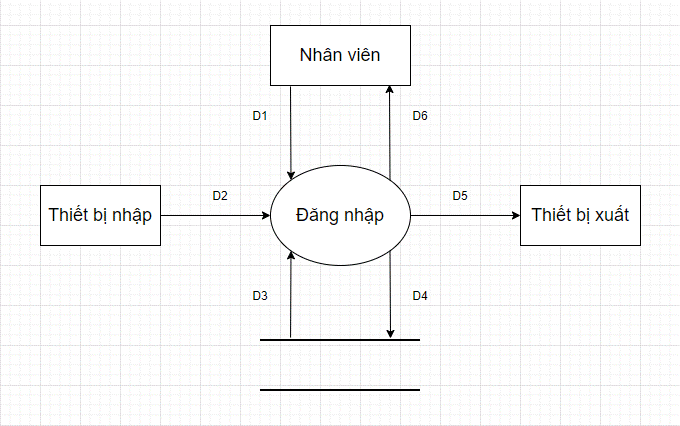 Nhân viên
D1
D6
D2
D5
Thiết bị nhập
Đăng nhập
Thiết bị xuất
D3
D4